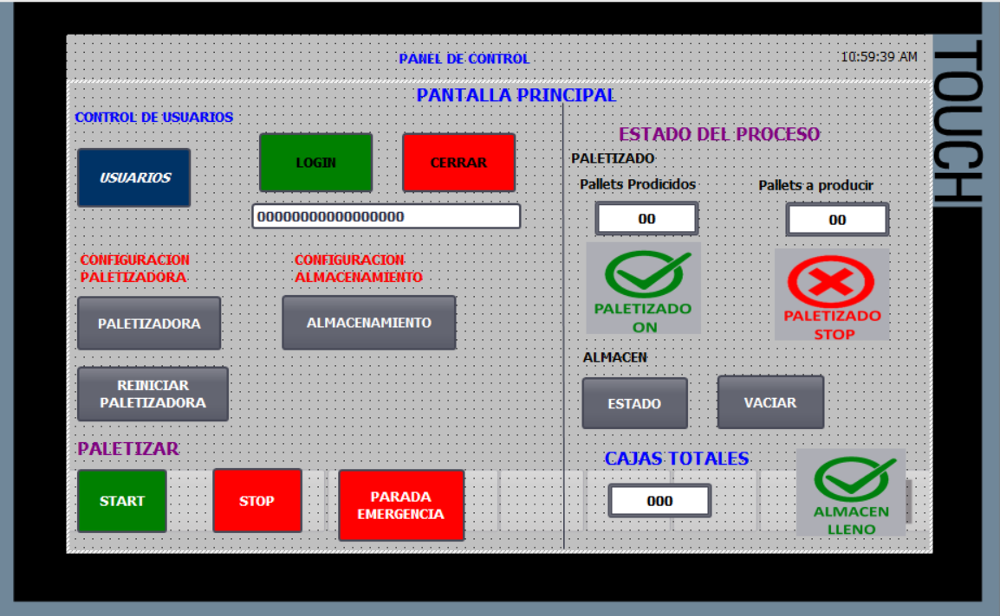 PANEL DE CONTROL
10:59:39 AM
TOUCH
PANTALLA PRINCIPAL
CONTROL DE USUARIOS
USUARIOS
LOGIN
CERRAR
00000000000000000
CONFIGURACION
PALETIZADORA
CONFIGURACION
ALMACENAMIENTO
PALETIZADORA
ALMACENAMIENTO
REINICIAR
PALETIZADORA
PALETIZAR
START
STOP
PARADA
EMERGENCIA
ESTADO DEL PROCESO
PALETIZADO
Pallets Prodicidos
Pallets a producir
00
00
PALETIZADO
ON
PALETIZADO
STOP
ALMACEN
ESTADO
VACIAR
CAJAS TOTALES
000
ALMACEN
LLENO